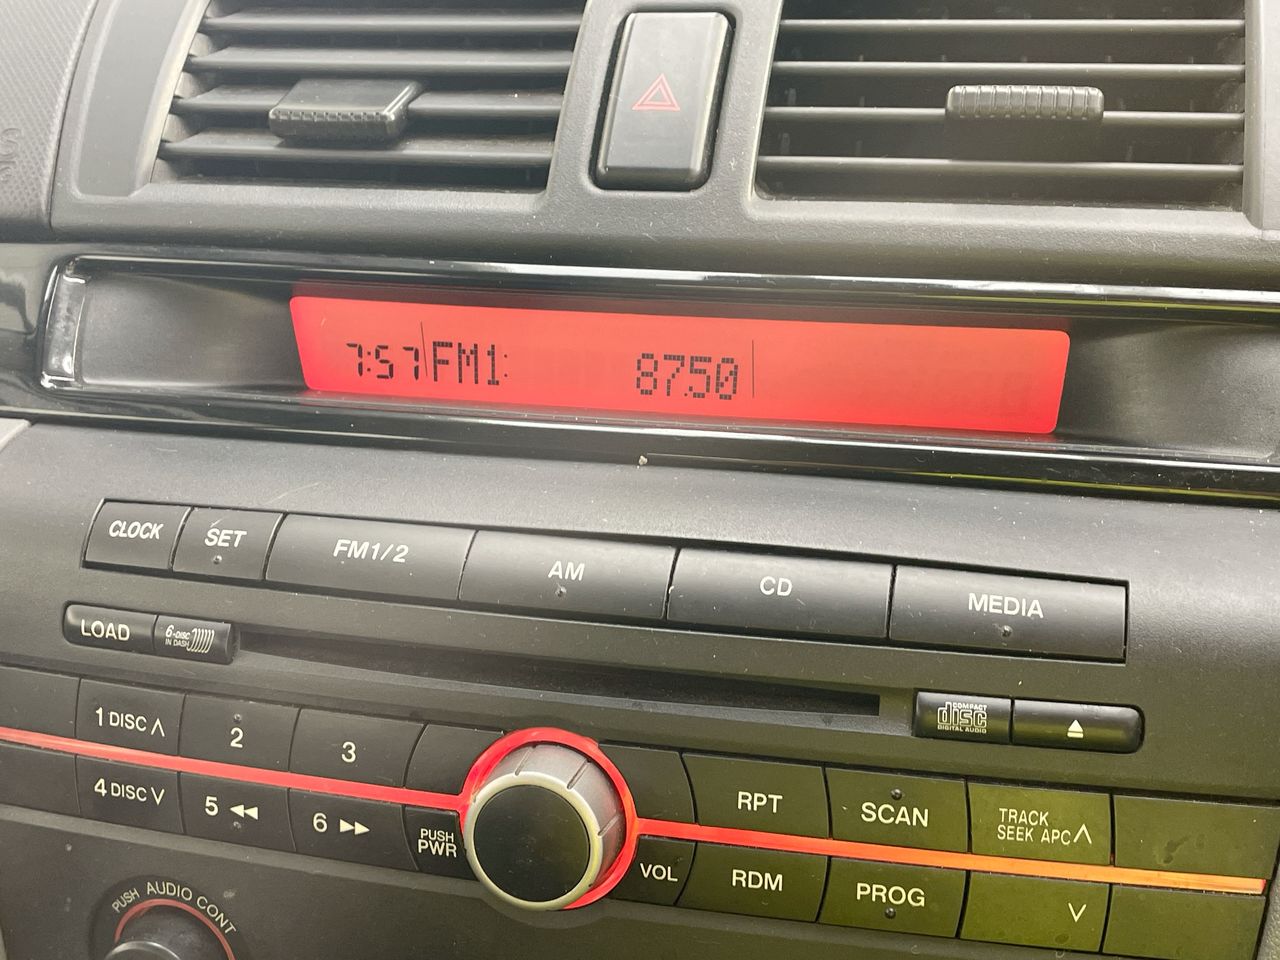 7:57 FM1: 87.50
CLOCK SET FM1/2 AM CD MEDIA
LOAD 6-DISC IN DASH COMPACT disc DIGITAL AUDIO
1 DISC ∧ 2 3 RPT SCAN TRACK SEEK APC ∧
4 DISC ∨ 5 ◀◀ 6 ▶▶ PUSH PWR VOL RDM PROG ∨
PUSH AUDIO CONT